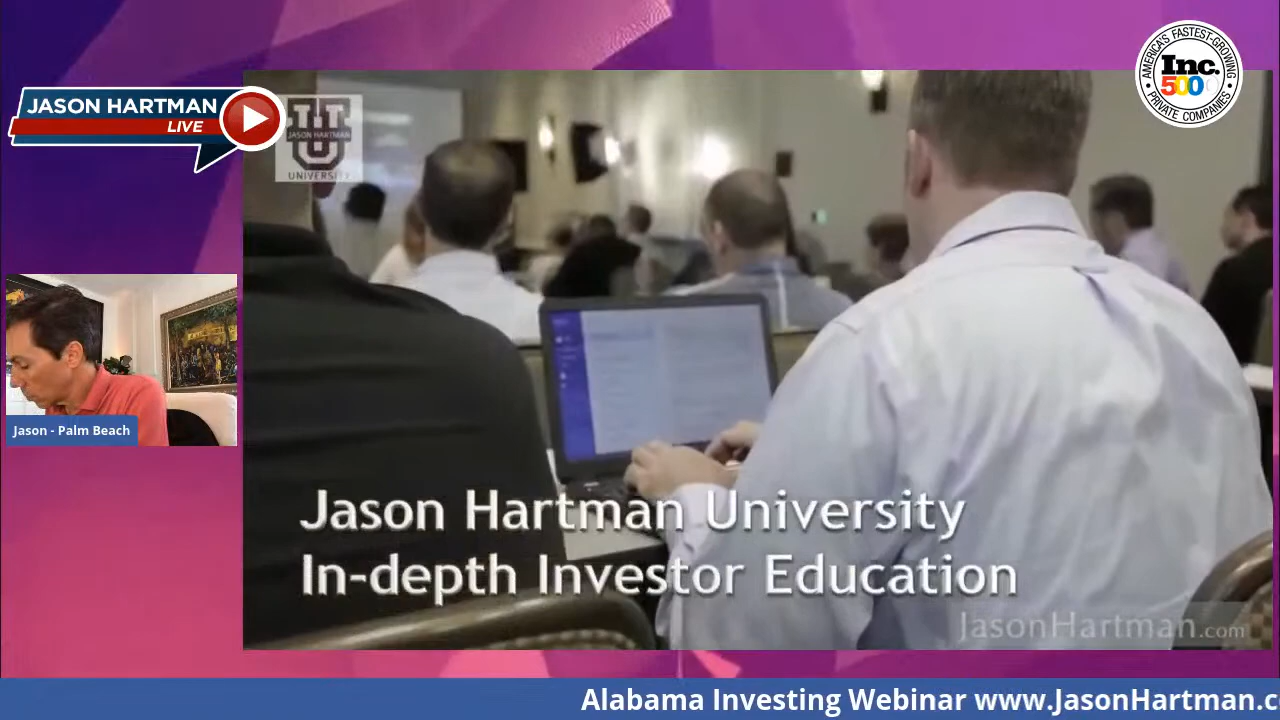 JASON HARTMAN
LIVE
AMERICA'S FASTEST-GROWING
Inc.
500
PRIVATE COMPANIES
JASON HARTMAN
UNIVERSITY
Jason - Palm Beach
Jason Hartman University
In-depth Investor Education
JasonHartman.com
Alabama Investing Webinar www.JasonHartman.c